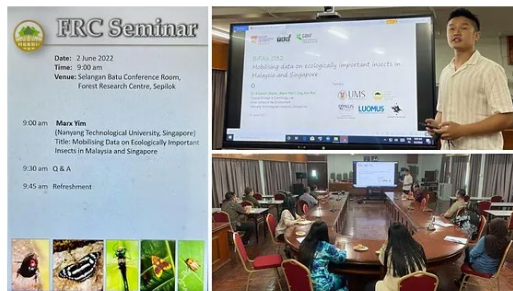 FRC Seminar
Date: 2 June 2022
Time: 9:00 am
Venue: Selangan Batu Conference Room,
Forest Research Centre, Sepilok
9:00 am Marx Yim
(Nanyang Technological University, Singapore)
Title: Mobilising Data on Ecologically Important
Insects in Malaysia and Singapore
9:30 am Q & A
9:45 am Refreshment
Mobilising data on ecologically important insects in
Malaysia and Singapore
UMS
LUOMUS